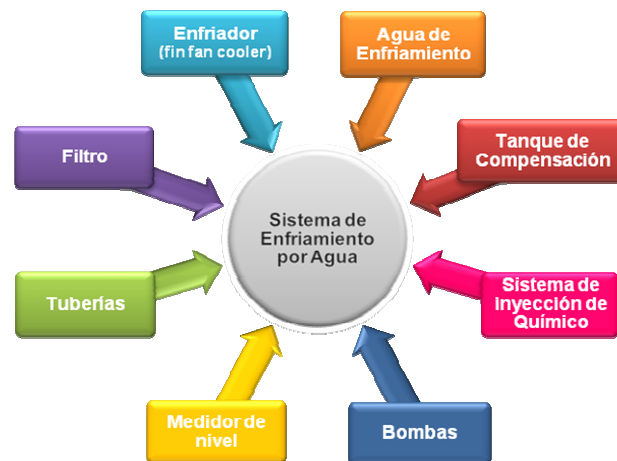 Enfriador
(fin fan cooler)
Agua de
Enfriamiento
Tanque de
Compensación
Filtro
Sistema de
Enfriamiento
por Agua
Sistema de
inyección de
Químico
Tuberías
Medidor de
nivel
Bombas